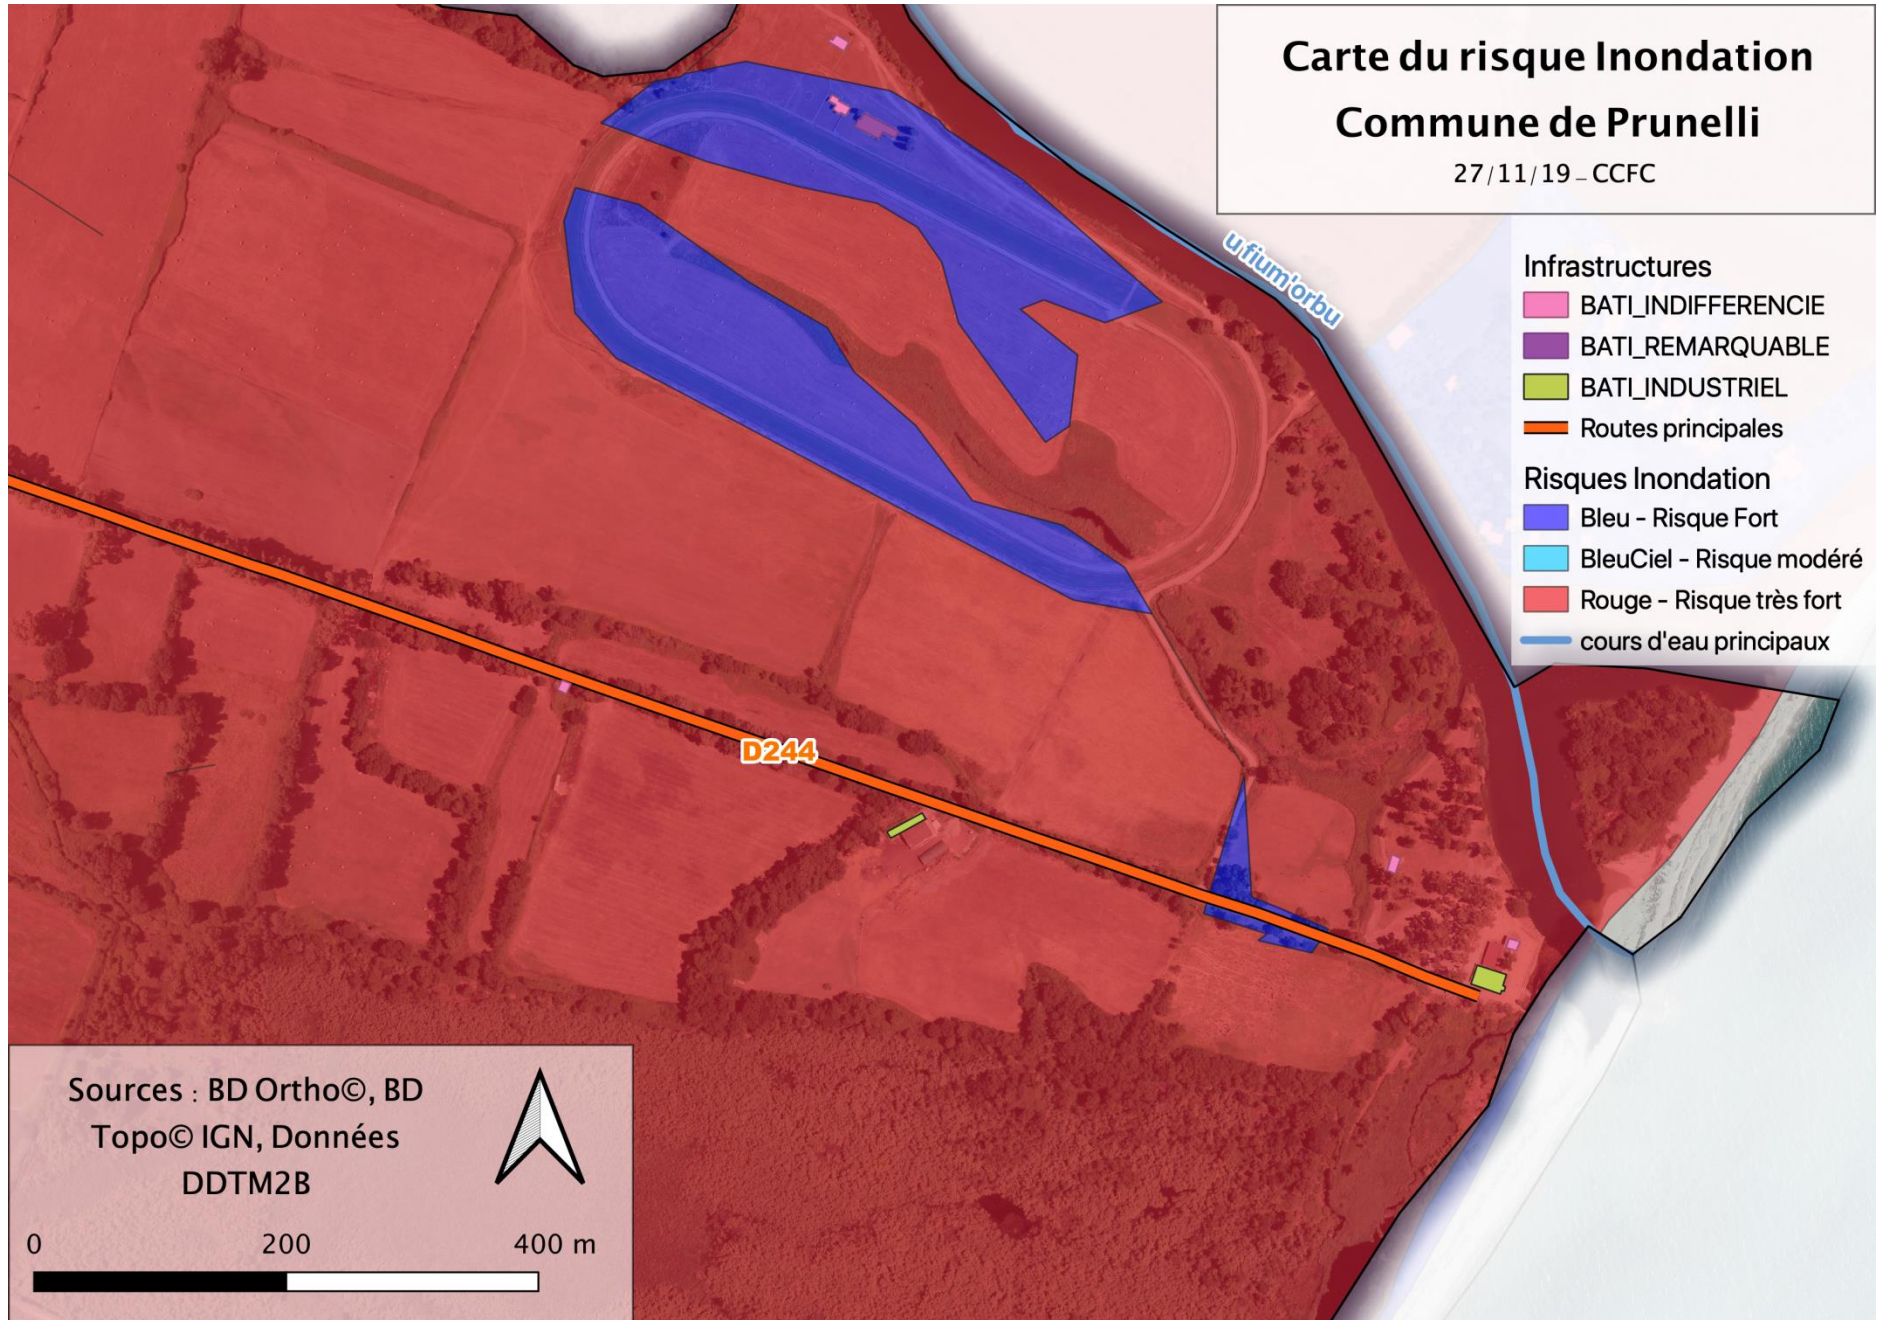 Carte du risque Inondation
Commune de Prunelli
27/11/19 - CCFC
u fium'orbu
Infrastructures
BATI_INDIFFERENCIE
BATI_REMARQUABLE
BATI_INDUSTRIEL
Routes principales
Risques Inondation
Bleu - Risque Fort
BleuCiel - Risque modéré
Rouge - Risque très fort
cours d'eau principaux
D244
Sources : BD Ortho©, BD
Topo© IGN, Données
DDTM2B
0 200 400 m